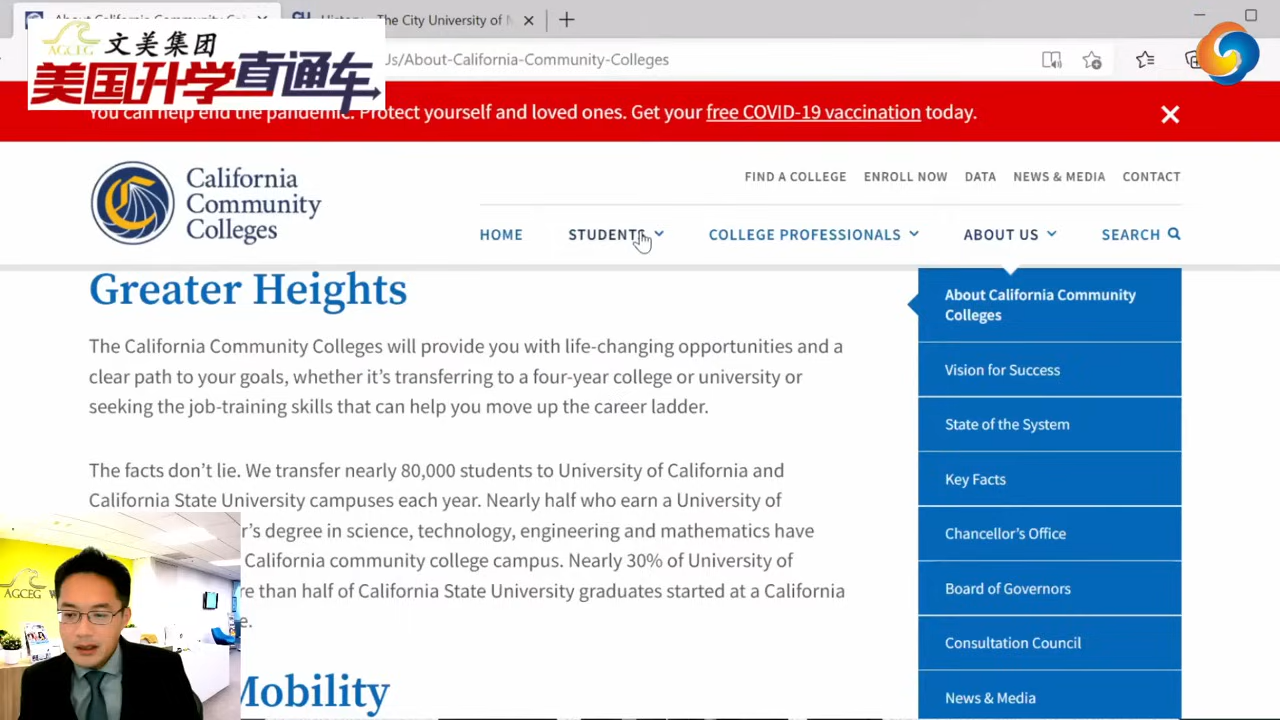 About California Community Col
History - The City University of
文美集团
AGCEG
美国升学直通车
Us/About-California-Community-Colleges
You can help end the pandemic. Protect yourself and loved ones. Get your free COVID-19 vaccination today.
California
Community
Colleges
FIND A COLLEGE ENROLL NOW DATA NEWS & MEDIA CONTACT
HOME STUDENTS COLLEGE PROFESSIONALS ABOUT US SEARCH
Greater Heights
The California Community Colleges will provide you with life-changing opportunities and a
clear path to your goals, whether it's transferring to a four-year college or university or
seeking the job-training skills that can help you move up the career ladder.
The facts don't lie. We transfer nearly 80,000 students to University of California and
California State University campuses each year. Nearly half who earn a University of
r's degree in science, technology, engineering and mathematics have
California community college campus. Nearly 30% of University of
re than half of California State University graduates started at a California
e.
Mobility
About California Community
Colleges
Vision for Success
State of the System
Key Facts
Chancellor's Office
Board of Governors
Consultation Council
News & Media
AGCEG